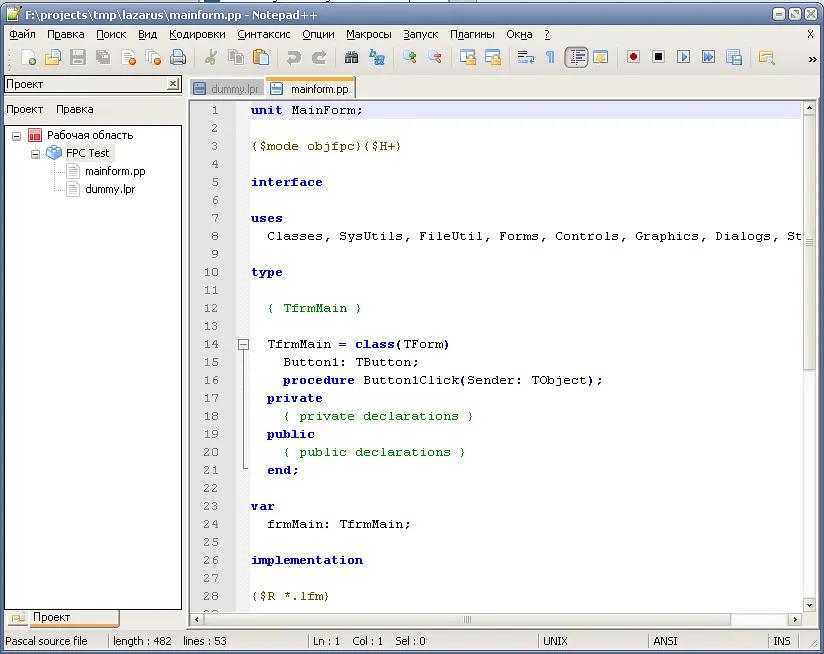 F:\projects\tmp\lazarus\mainform.pp - Notepad++
Файл Правка Поиск Вид Кодировки Синтаксис Опции Макросы Запуск Плагины Окна ? X
Проект
Проект Правка
Рабочая область
FPC Test
mainform.pp
dummy.lpr
Проект
dummy.lpr mainform.pp
1 unit MainForm;
2
3 {$mode objfpc}{$H+}
4
5 interface
6
7 uses
8 Classes, SysUtils, FileUtil, Forms, Controls, Graphics, Dialogs, St
9
10 type
11
12 { TfrmMain }
13
14 TfrmMain = class(TForm)
15 Button1: TButton;
16 procedure Button1Click(Sender: TObject);
17 private
18 { private declarations }
19 public
20 { public declarations }
21 end;
22
23 var
24 frmMain: TfrmMain;
25
26 implementation
27
28 {$R *.lfm}
Pascal source file length : 482 lines : 53 Ln : 1 Col : 1 Sel : 0 UNIX ANSI INS